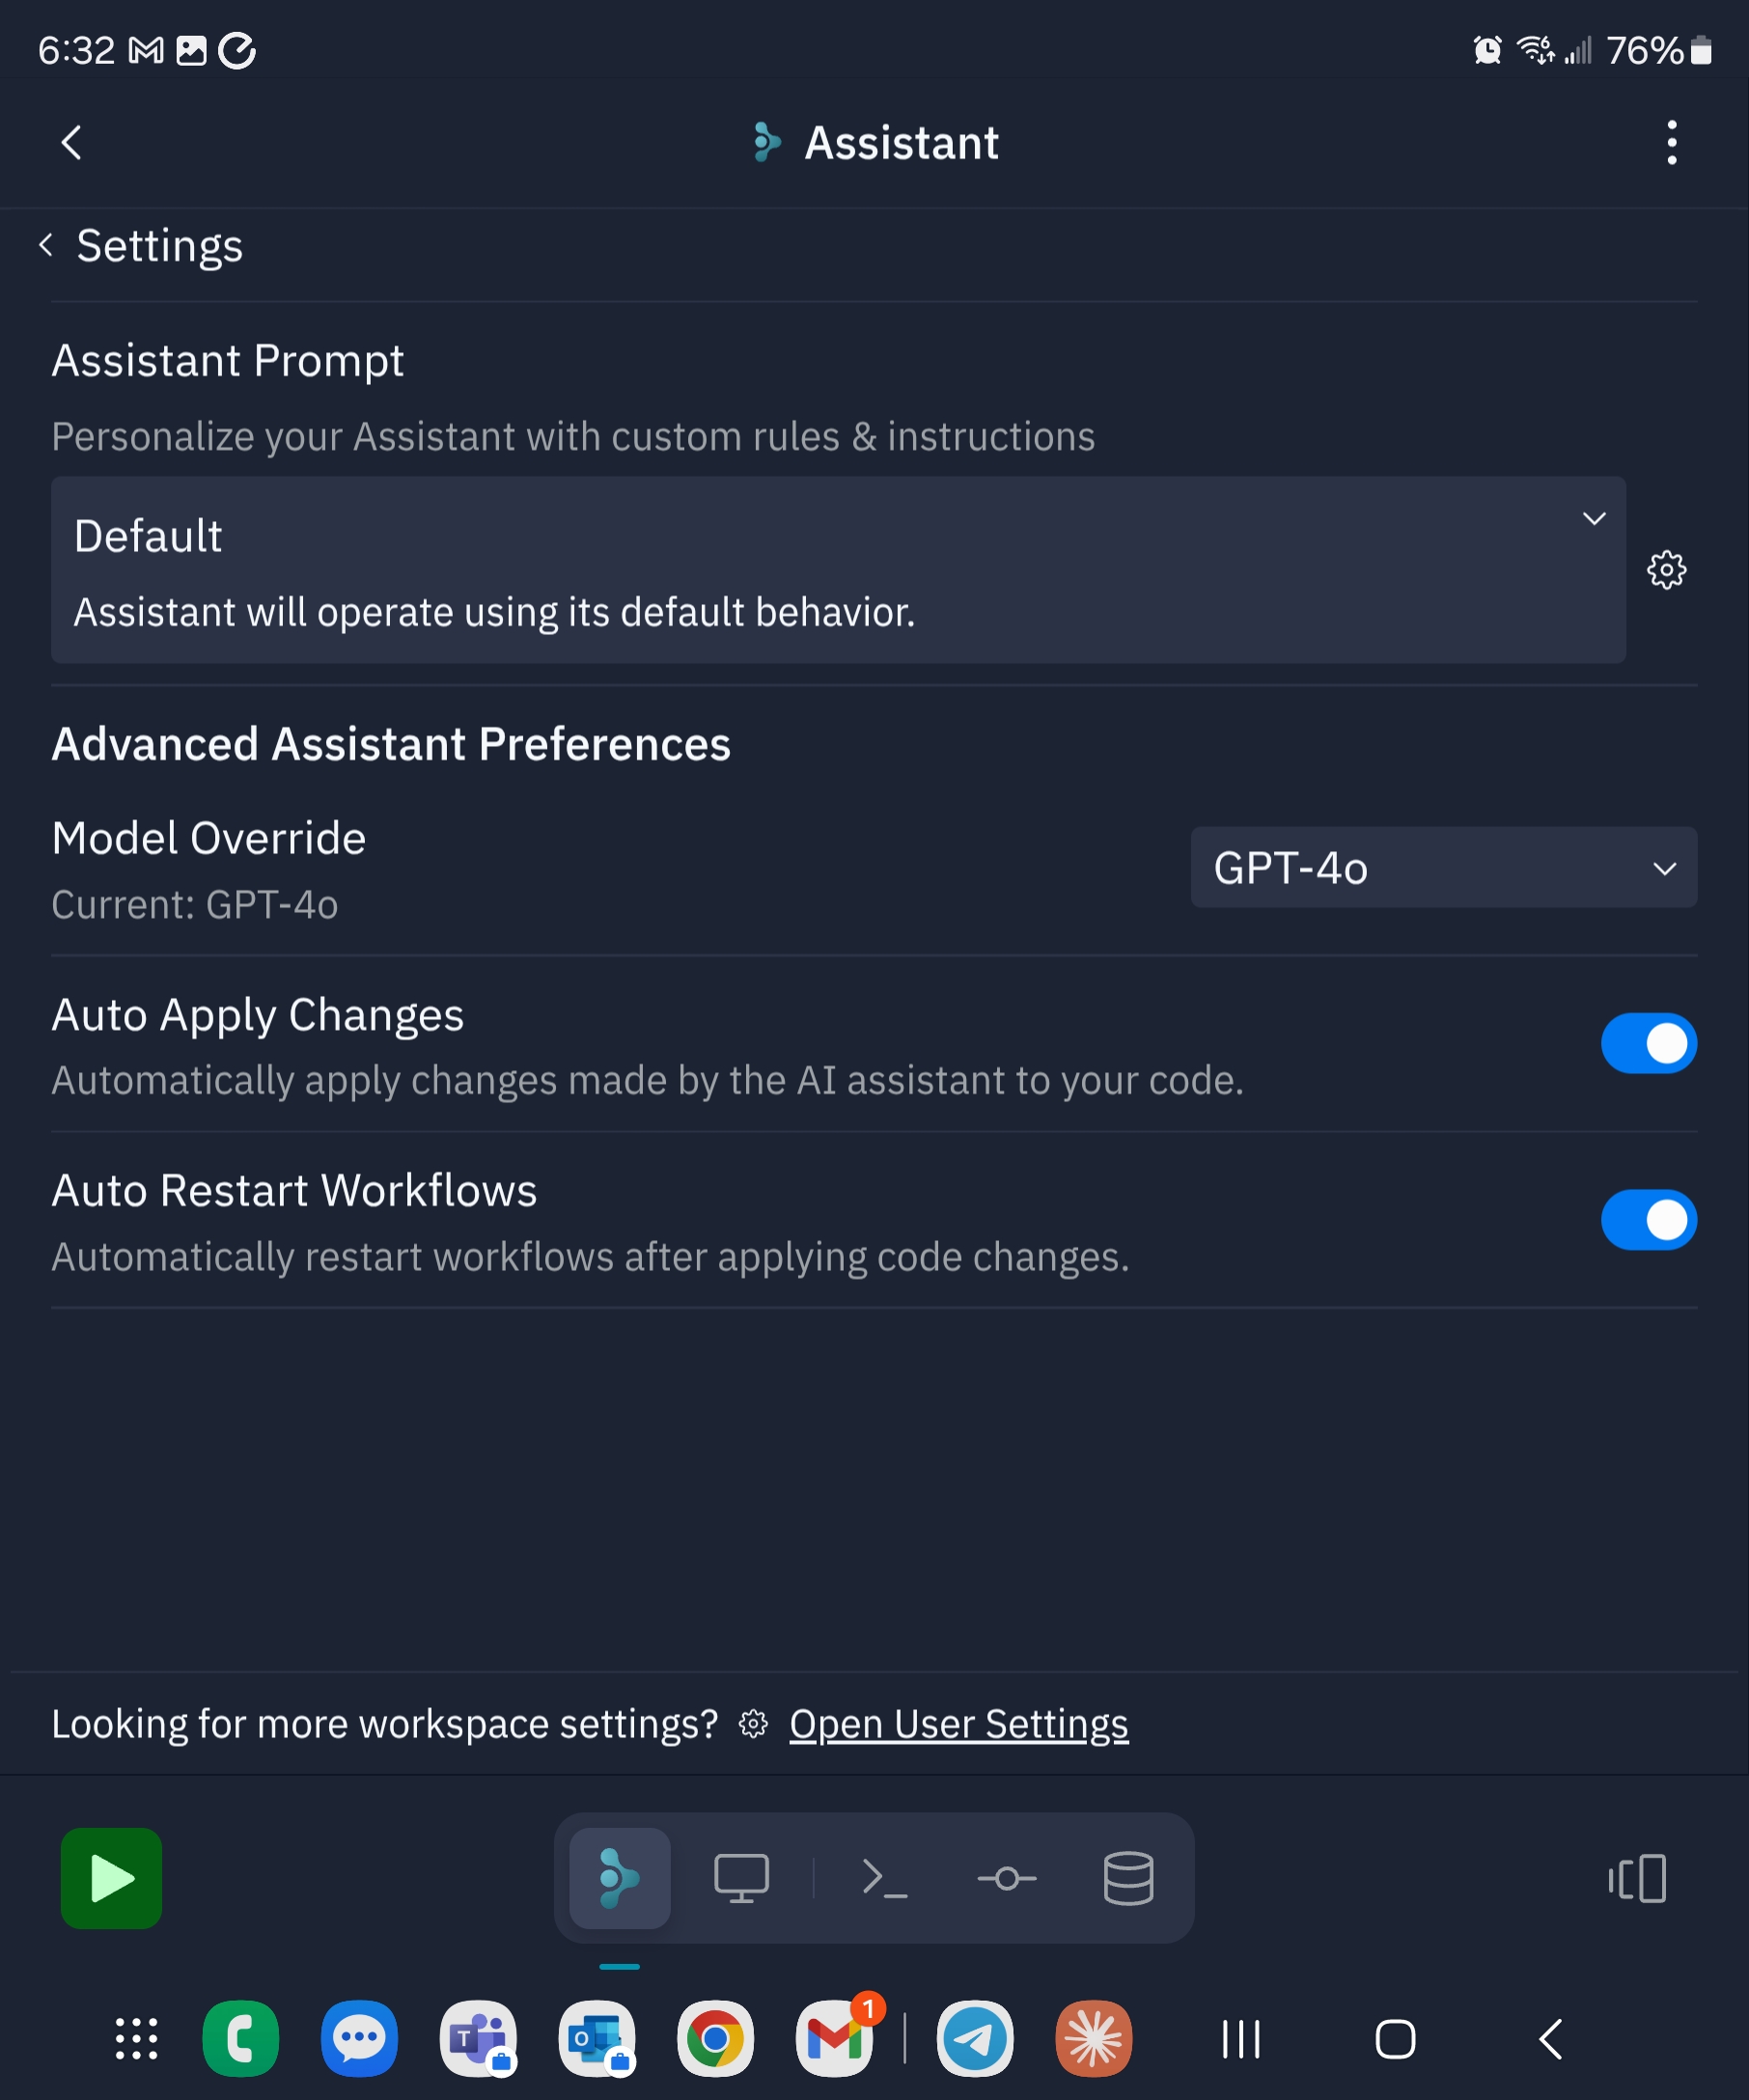 6:32
76%
Assistant
Settings
Assistant Prompt
Personalize your Assistant with custom rules & instructions
Default
Assistant will operate using its default behavior.
Advanced Assistant Preferences
Model Override
GPT-4o
Current: GPT-4o
Auto Apply Changes
Automatically apply changes made by the AI assistant to your code.
Auto Restart Workflows
Automatically restart workflows after applying code changes.
Looking for more workspace settings? Open User Settings
1